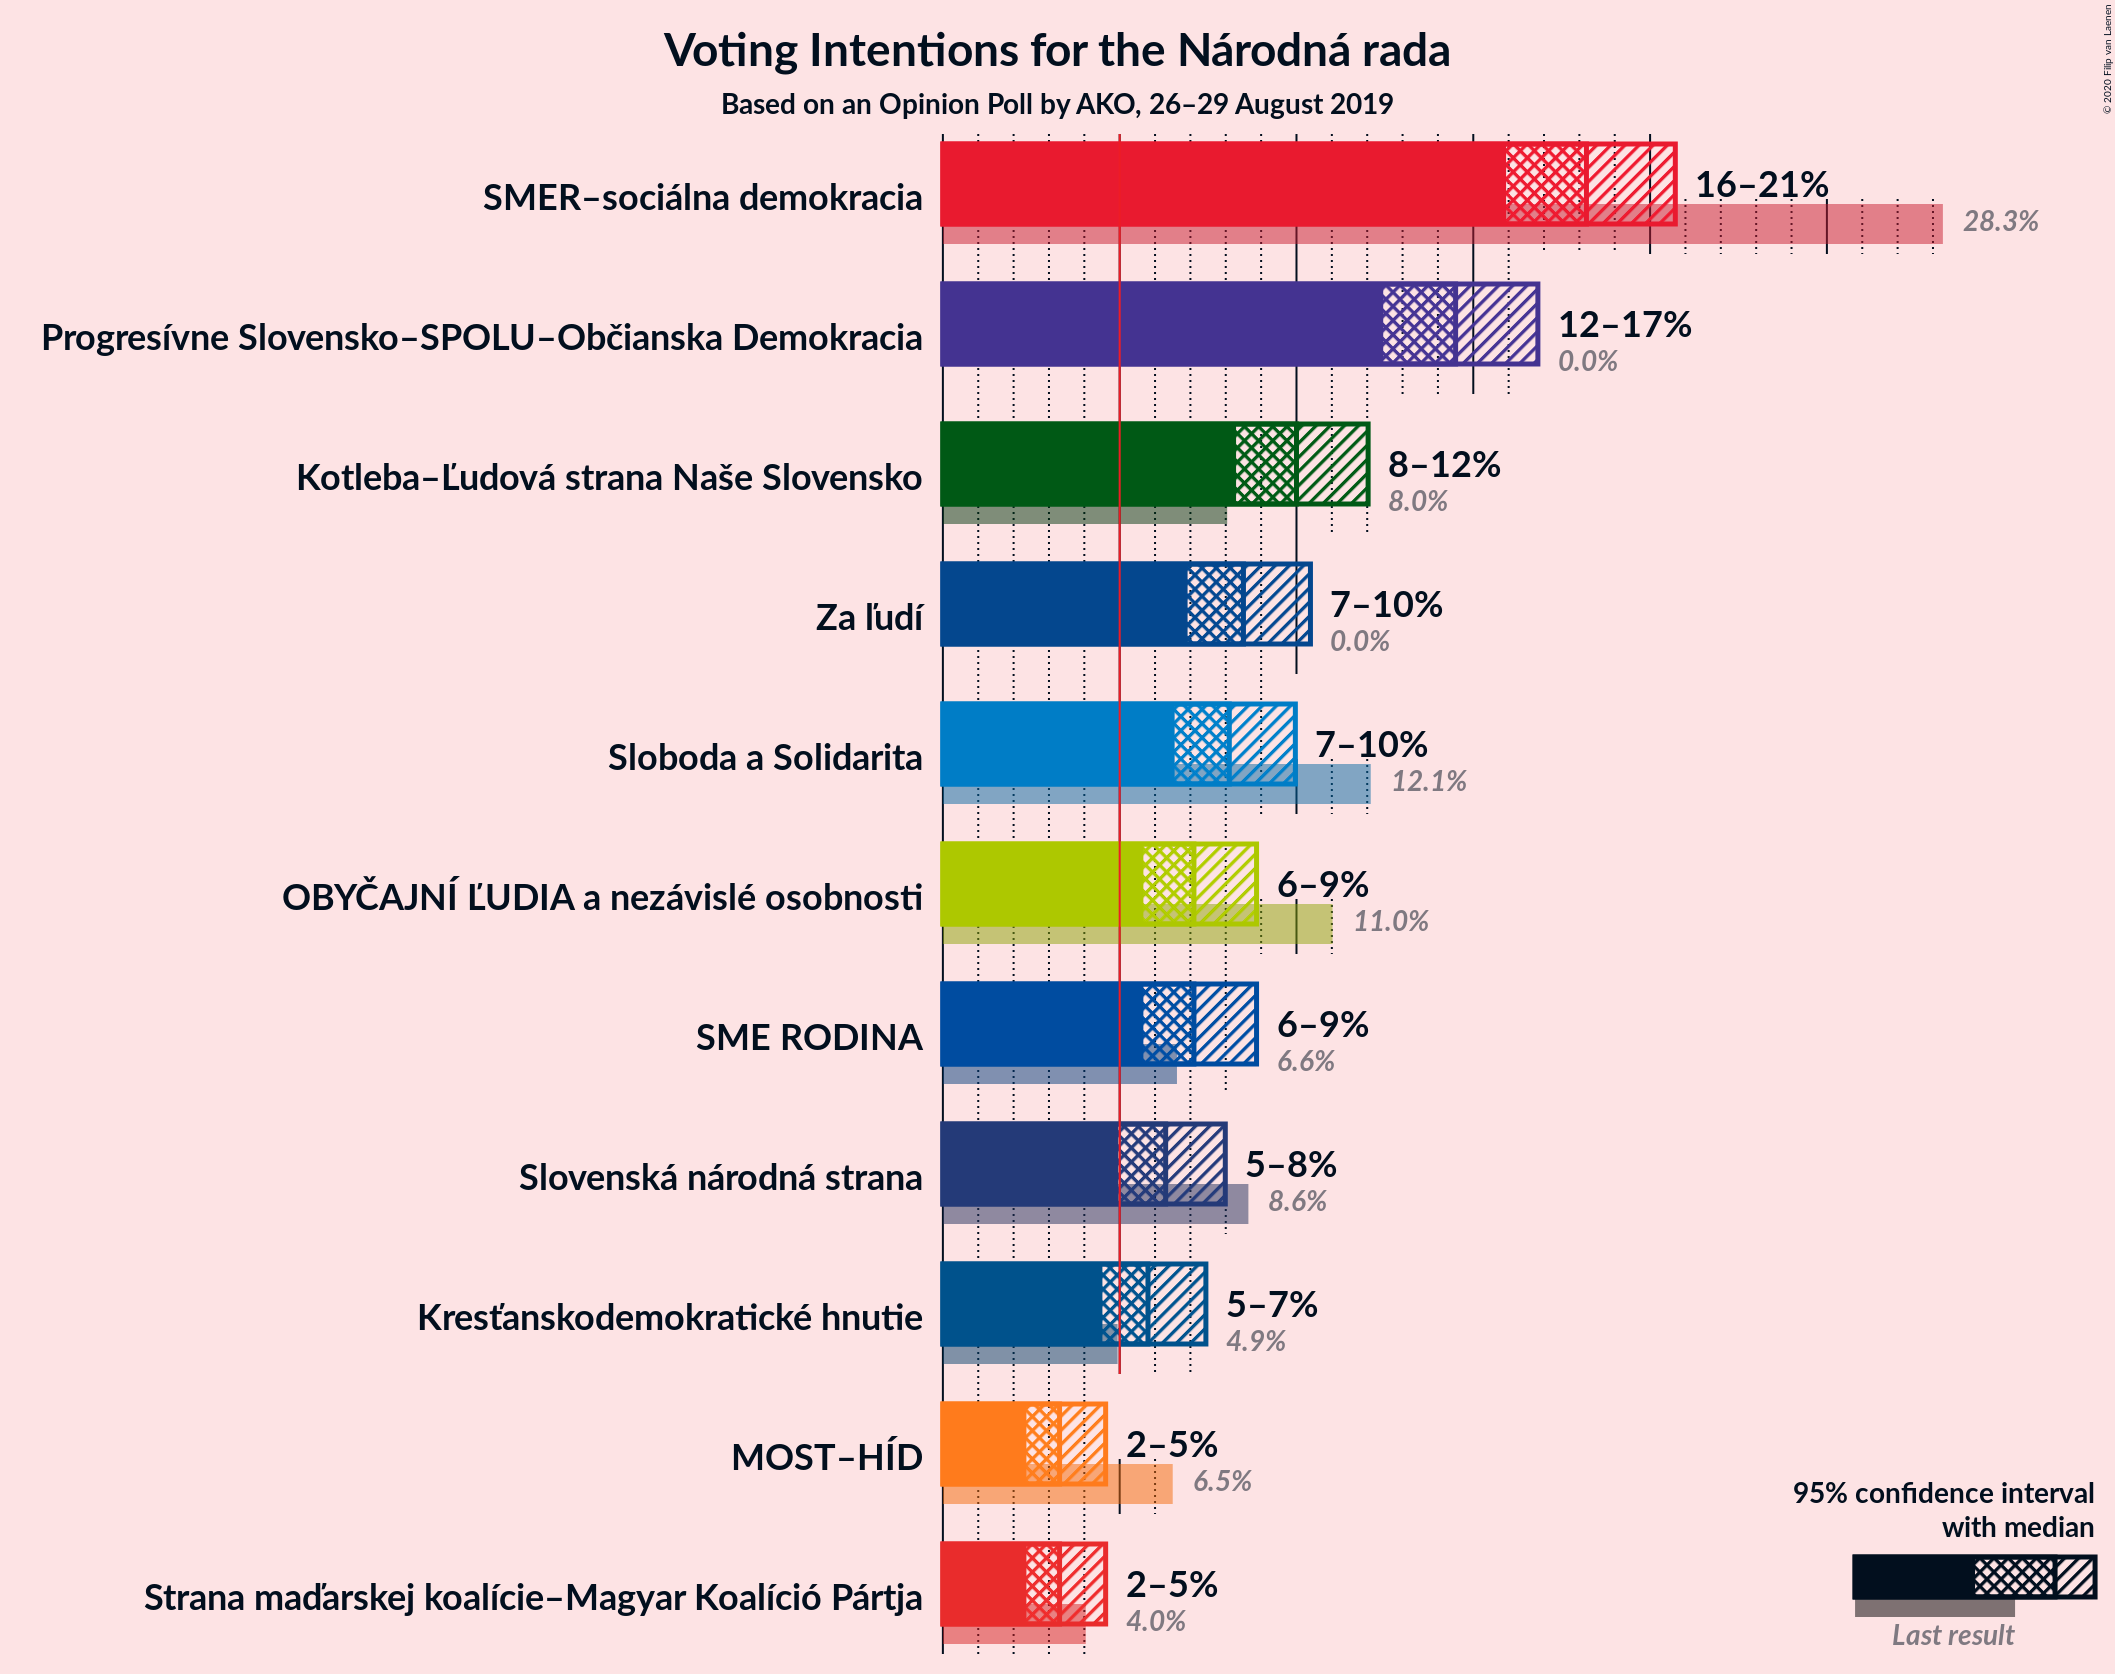 Voting Intentions for the Národná rada
Based on an Opinion Poll by AKO, 26–29 August 2019
© 2020 Filip van Laenen
SMER–sociálna demokracia
16–21%
28.3%
Progresívne Slovensko–SPOLU–Občianska Demokracia
12–17%
0.0%
Kotleba–Ľudová strana Naše Slovensko
8–12%
8.0%
Za ľudí
7–10%
0.0%
Sloboda a Solidarita
7–10%
12.1%
OBYČAJNÍ ĽUDIA a nezávislé osobnosti
6–9%
11.0%
SME RODINA
6–9%
6.6%
Slovenská národná strana
5–8%
8.6%
Kresťanskodemokratické hnutie
5–7%
4.9%
MOST–HÍD
2–5%
6.5%
Strana maďarskej koalície–Magyar Koalíció Pártja
2–5%
4.0%
95% confidence interval
with median
Last result